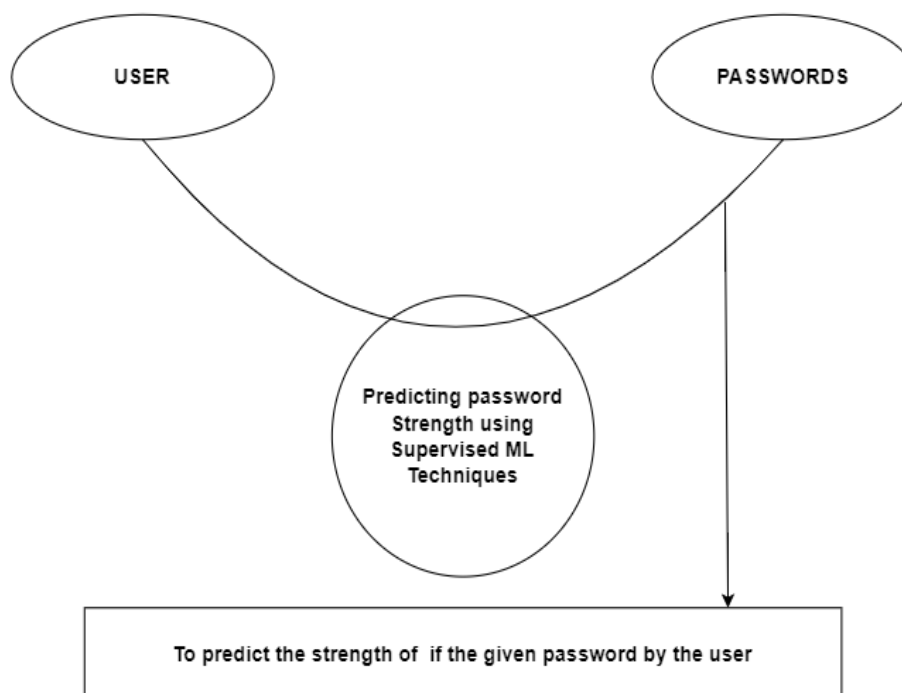 USER
PASSWORDS
Predicting password
Strength using
Supervised ML
Techniques
To predict the strength of  if the given password by the user